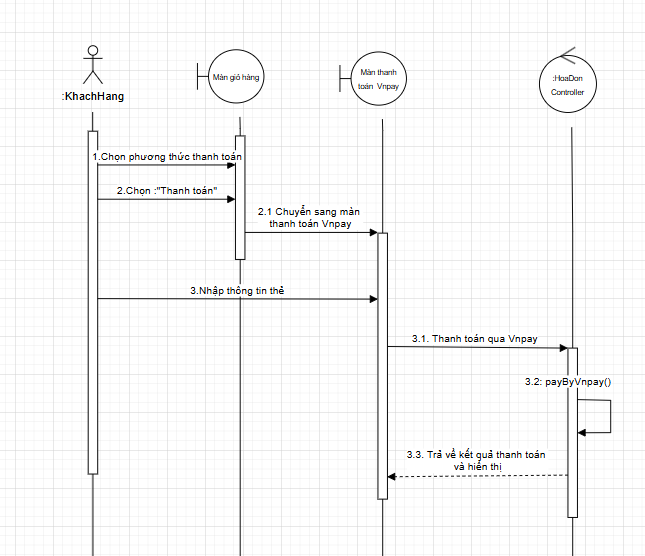 :KhachHang
Màn giỏ hàng
Màn thanh
toán Vnpay
:HoaDon
Controller
1.Chọn phương thức thanh toán
2.Chọn :"Thanh toán"
2.1 Chuyển sang màn
thanh toán Vnpay
3.Nhập thông tin thẻ
3.1. Thanh toán qua Vnpay
3.2: payByVnpay()
3.3. Trả về kết quả thanh toán
và hiển thị